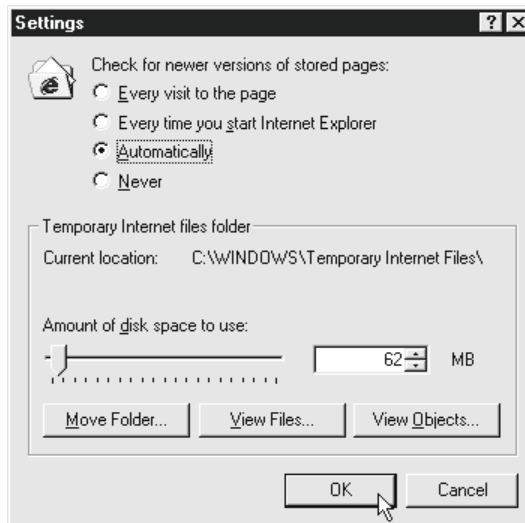 Settings
Check for newer versions of stored pages:
Every visit to the page
Every time you start Internet Explorer
Automatically
Never
Temporary Internet files folder
Current location: C:\WINDOWS\Temporary Internet Files\
Amount of disk space to use:
62 MB
Move Folder... View Files... View Objects...
OK Cancel